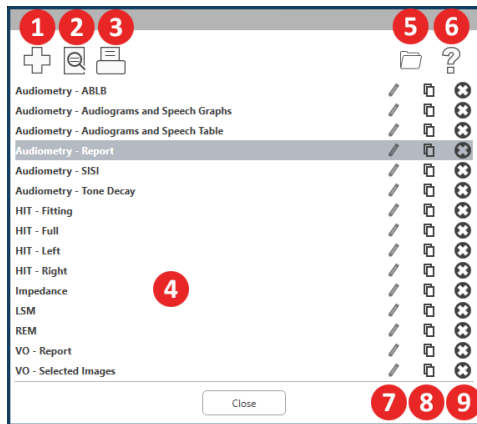 1 2 3 5 6
Audiometry - ABLB
Audiometry - Audiograms and Speech Graphs
Audiometry - Audiograms and Speech Table
Audiometry - Report
Audiometry - SISI
Audiometry - Tone Decay
HIT - Fitting
HIT - Full
HIT - Left
HIT - Right
Impedance 4
LSM
REM
VO - Report
VO - Selected Images
Close 7 8 9